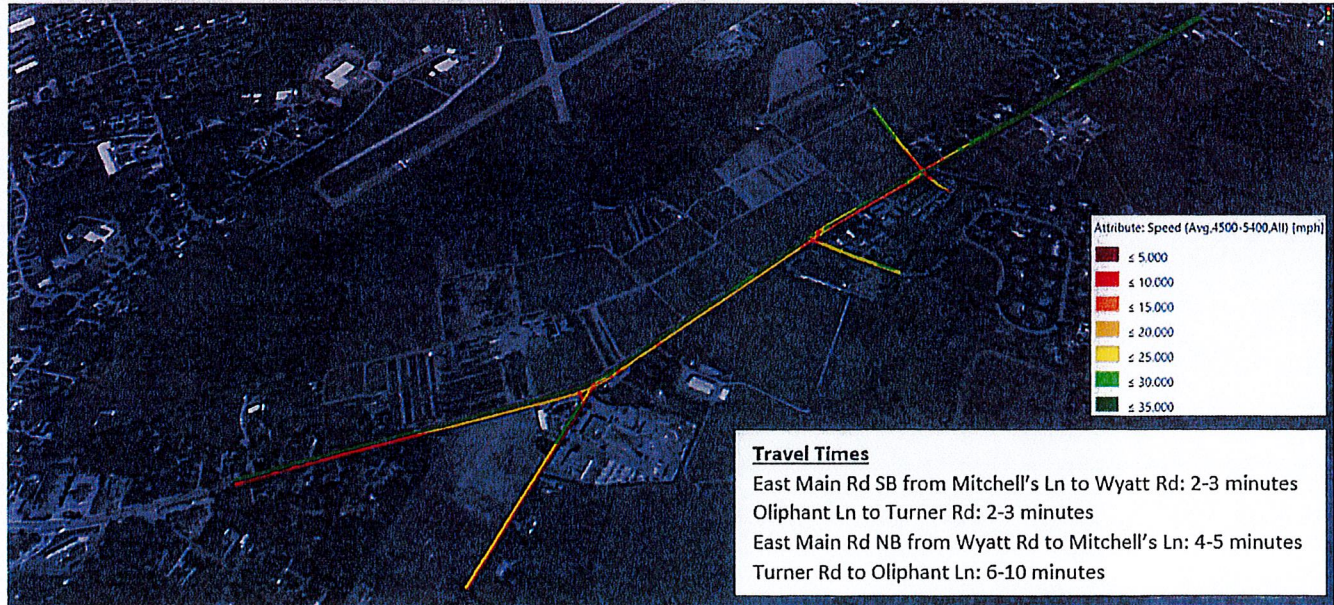 Attribute: Speed (Avg,4500-5400,All) [mph]
≤ 5.000
≤ 10.000
≤ 15.000
≤ 20.000
≤ 25.000
≤ 30.000
≤ 35.000
Travel Times
East Main Rd SB from Mitchell's Ln to Wyatt Rd: 2-3 minutes
Oliphant Ln to Turner Rd: 2-3 minutes
East Main Rd NB from Wyatt Rd to Mitchell's Ln: 4-5 minutes
Turner Rd to Oliphant Ln: 6-10 minutes